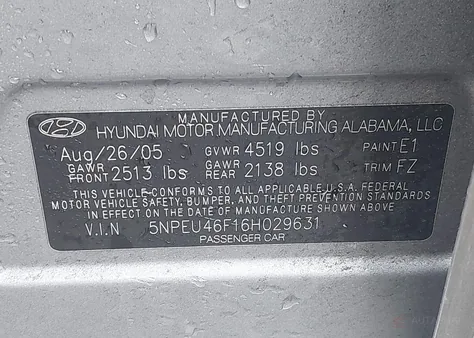 MANUFACTURED BY
HYUNDAI MOTOR MANUFACTURING ALABAMA, LLC
Aug/26/05 GVWR 4519 lbs PAINT E1
GAWR FRONT 2513 lbs GAWR REAR 2138 lbs TRIM FZ
THIS VEHICLE CONFORMS TO ALL APPLICABLE U.S.A. FEDERAL
MOTOR VEHICLE SAFETY, BUMPER, AND THEFT PREVENTION STANDARDS
IN EFFECT ON THE DATE OF MANUFACTURE SHOWN ABOVE
V.I.N 5NPEU46F16H029631
PASSENGER CAR